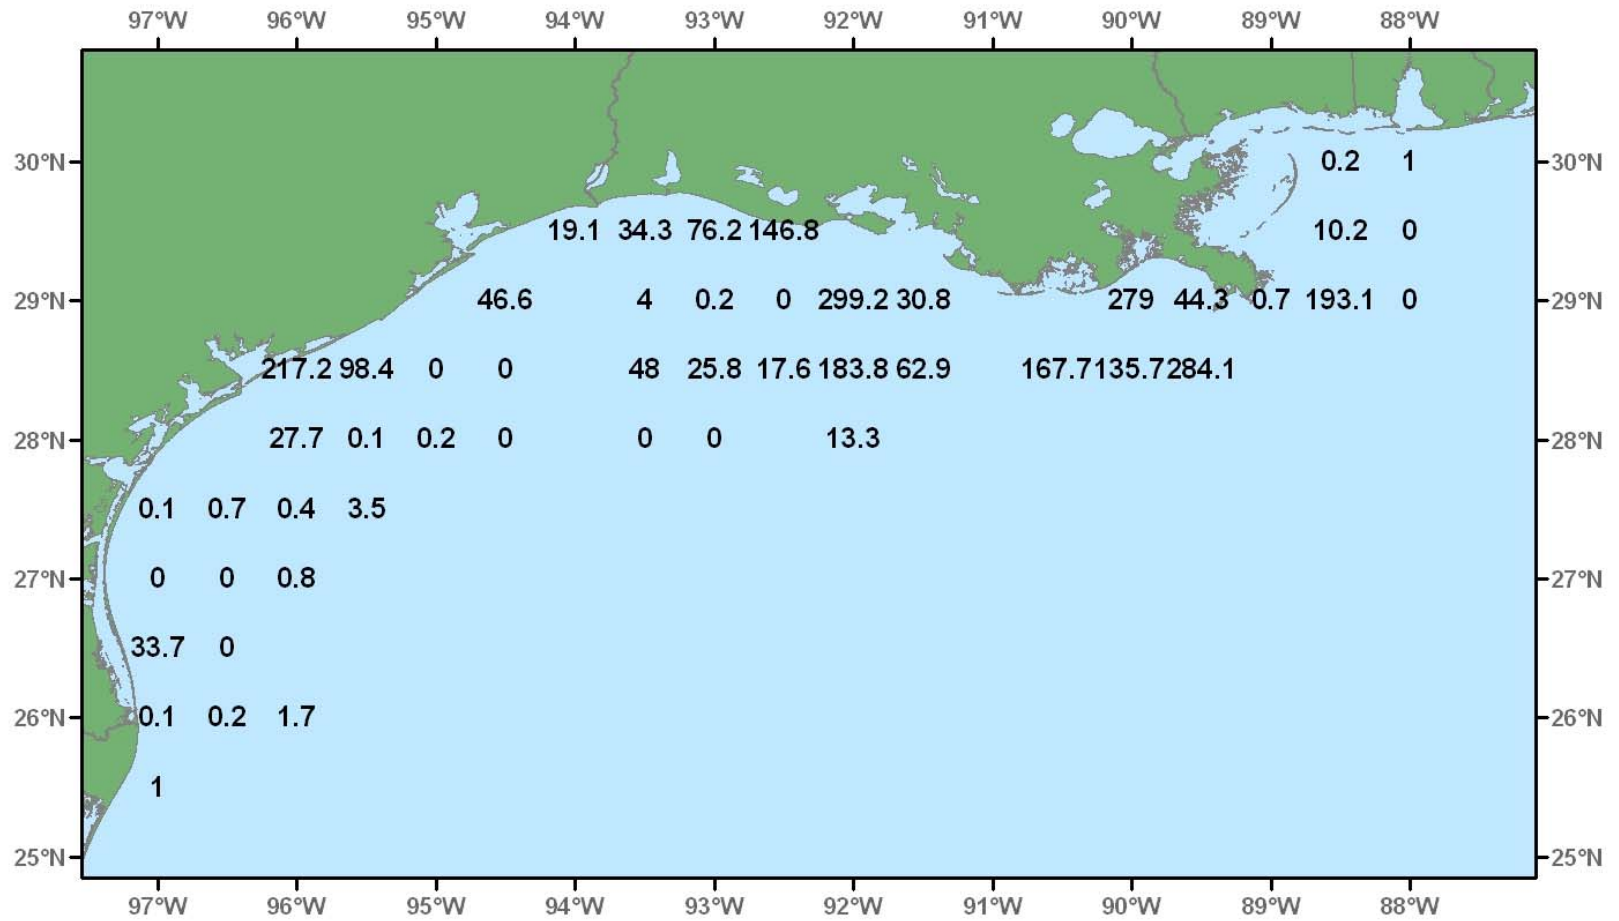 97°W 96°W 95°W 94°W 93°W 92°W 91°W 90°W 89°W 88°W
30°N 0.2 1 30°N
19.1 34.3 76.2 146.8 10.2 0
29°N 46.6 4 0.2 0 299.2 30.8 279 44.3 0.7 193.1 0 29°N
217.2 98.4 0 0 48 25.8 17.6 183.8 62.9 167.7 135.7 284.1
28°N 27.7 0.1 0.2 0 0 0 13.3 28°N
0.1 0.7 0.4 3.5
27°N 0 0 0.8 27°N
33.7 0
26°N 0.1 0.2 1.7 26°N
1
25°N 25°N
97°W 96°W 95°W 94°W 93°W 92°W 91°W 90°W 89°W 88°W